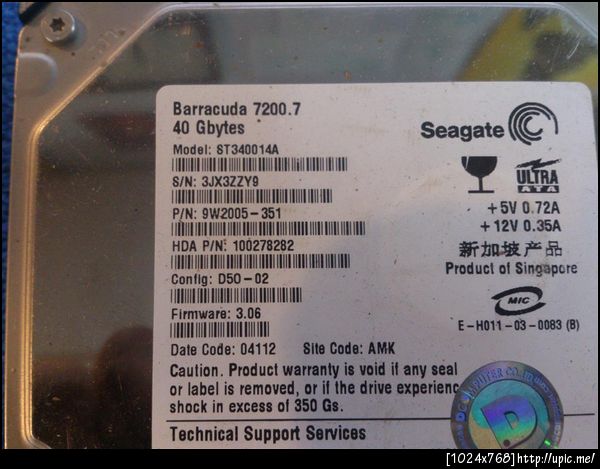 Barracuda 7200.7
40 Gbytes
Model: ST340014A
S/N: 3JX3ZZY9
P/N: 9W2005-351
HDA P/N: 100278282
Config: D50-02
Firmware: 3.06
Date Code: 04112 Site Code: AMK
Caution. Product warranty is void if any seal
or label is removed, or if the drive experienc
shock in excess of 350 Gs.
Technical Support Services
Seagate
ULTRA
ATA
+5V 0.72A
+12V 0.35A
新加坡产品
Product of Singapore
MIC
E-H011-03-0083 (B)
D
[1024x768]http://upic.me/